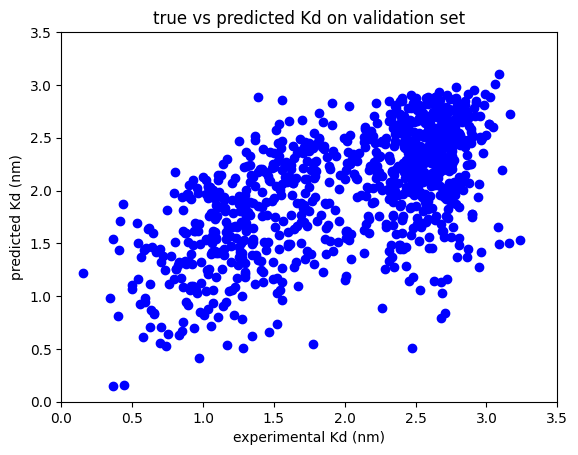 true vs predicted Kd on validation set
3.5
3.0
2.5
2.0
1.5
1.0
0.5
0.0
predicted Kd (nm)
0.0 0.5 1.0 1.5 2.0 2.5 3.0 3.5
experimental Kd (nm)